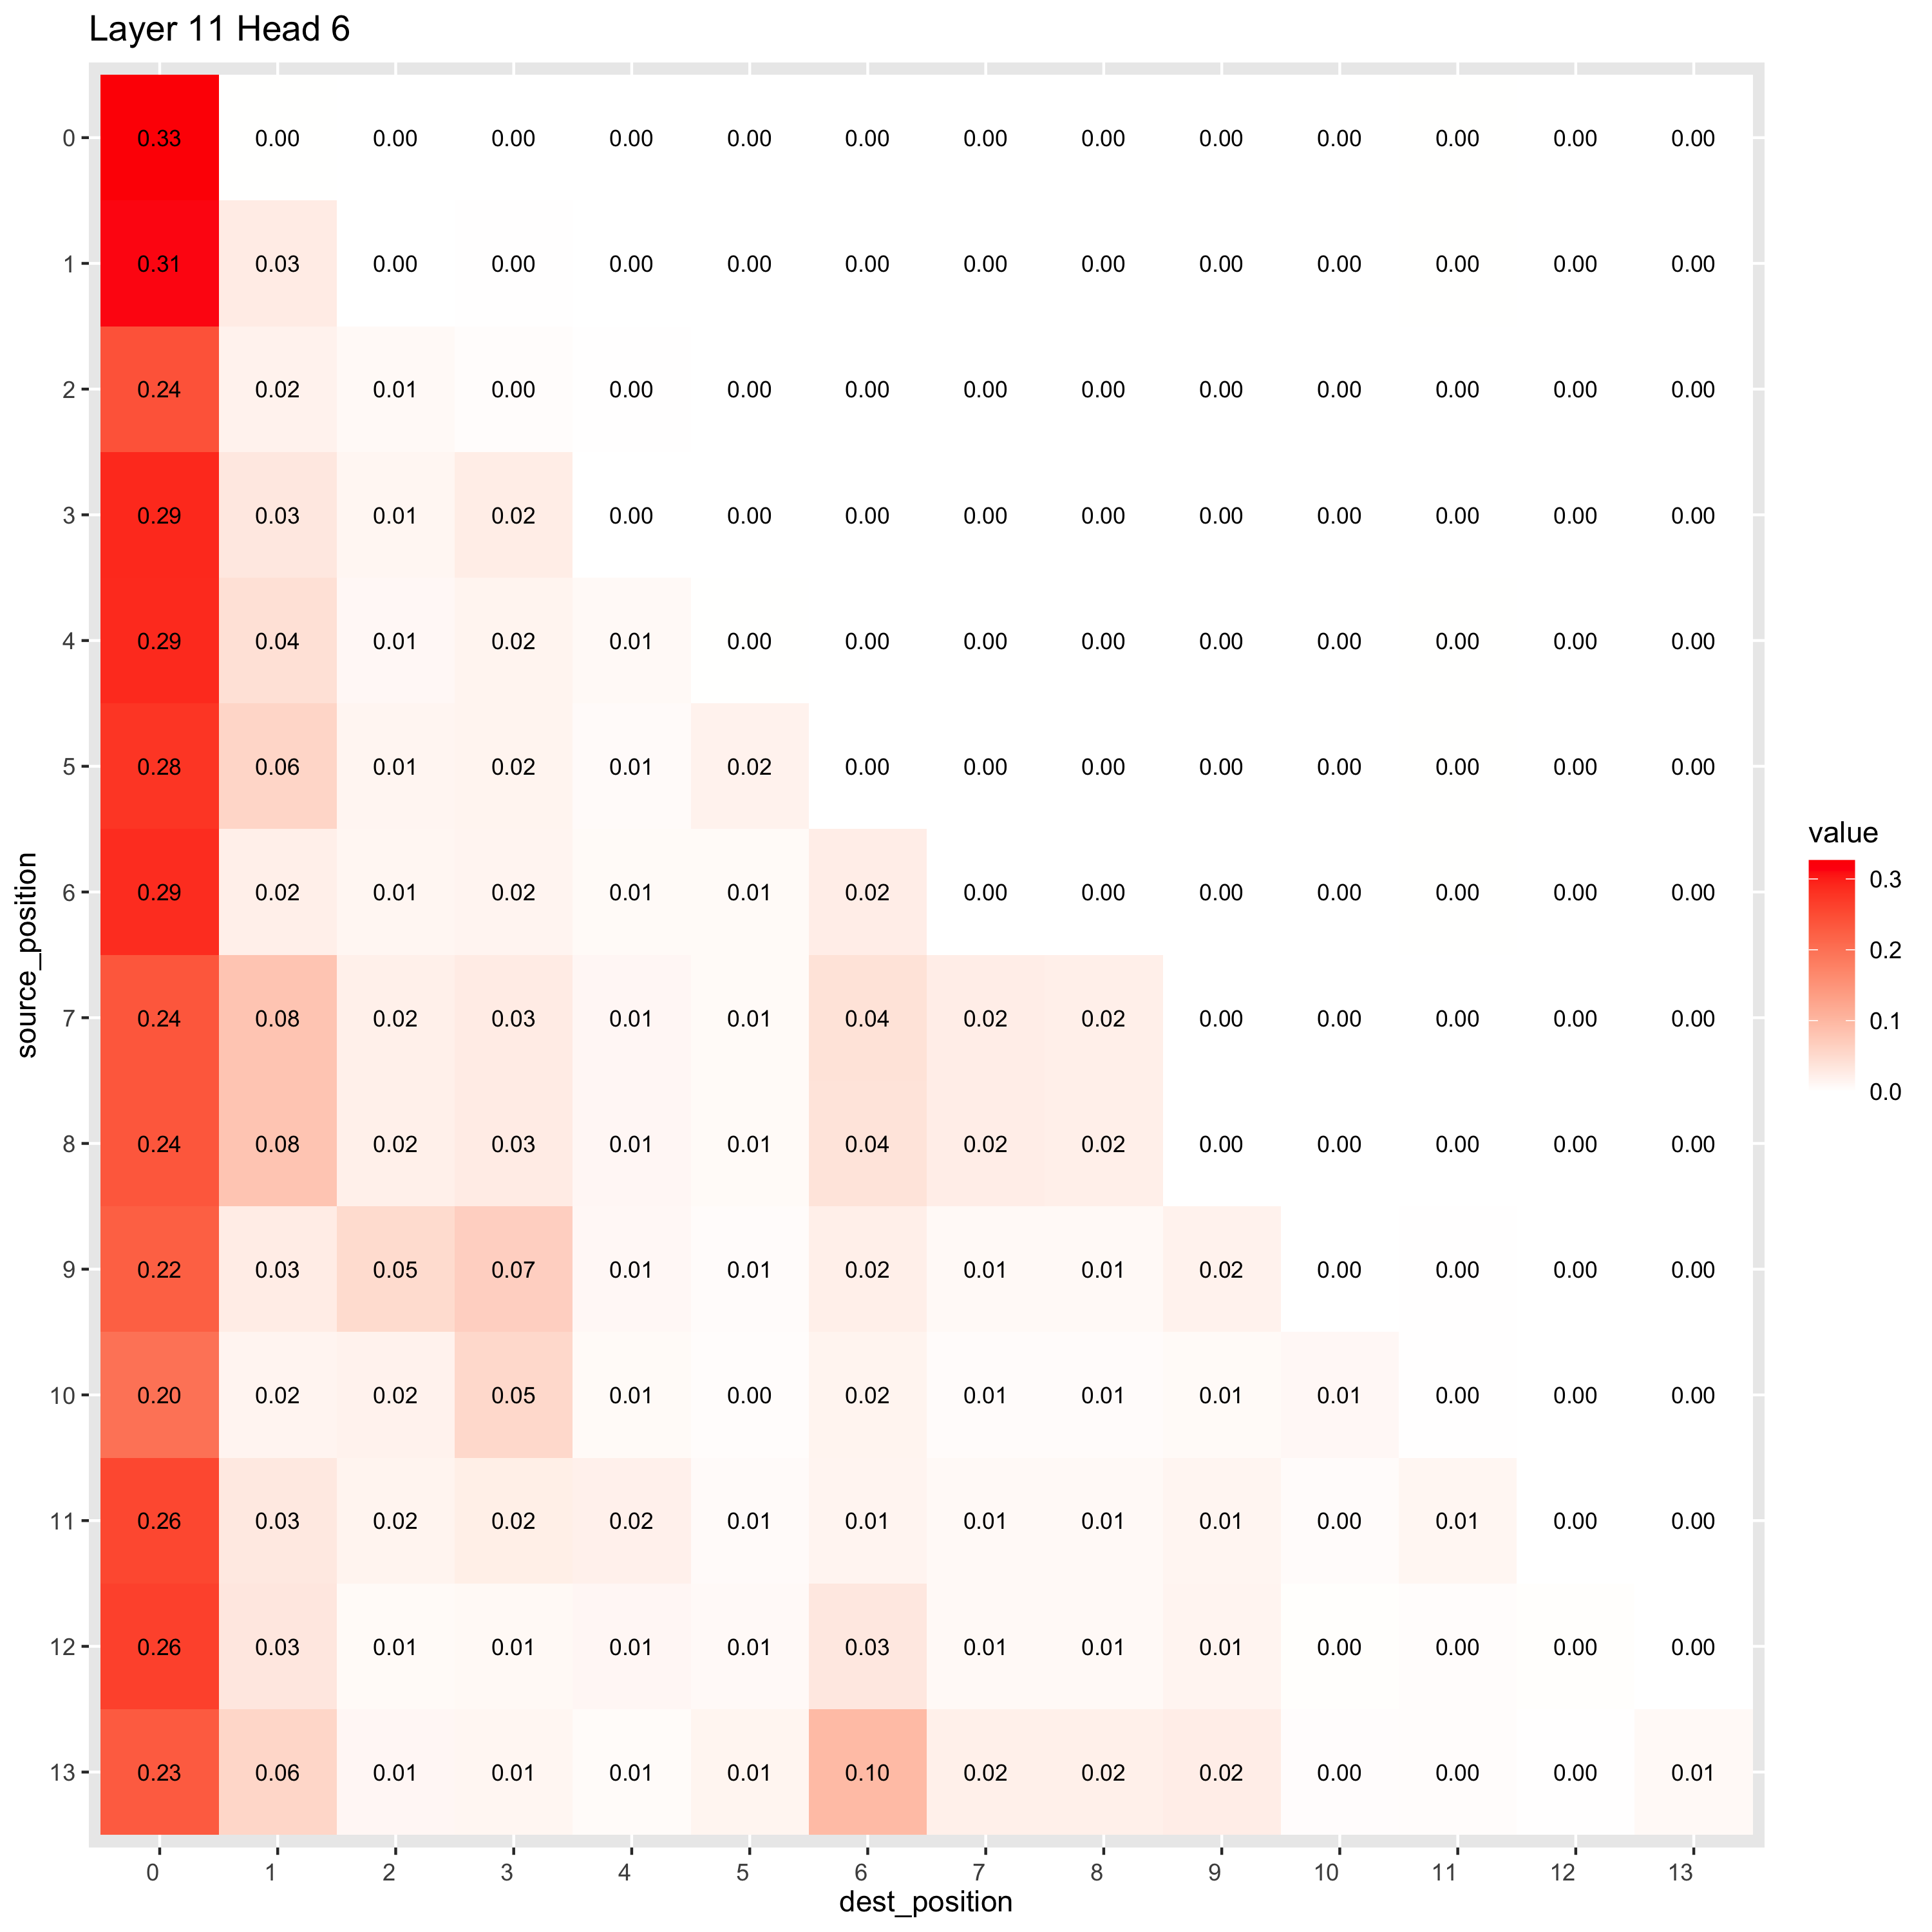 Layer 11 Head 6
0 0.33 0.00 0.00 0.00 0.00 0.00 0.00 0.00 0.00 0.00 0.00 0.00 0.00 0.00
1 0.31 0.03 0.00 0.00 0.00 0.00 0.00 0.00 0.00 0.00 0.00 0.00 0.00 0.00
2 0.24 0.02 0.01 0.00 0.00 0.00 0.00 0.00 0.00 0.00 0.00 0.00 0.00 0.00
3 0.29 0.03 0.01 0.02 0.00 0.00 0.00 0.00 0.00 0.00 0.00 0.00 0.00 0.00
4 0.29 0.04 0.01 0.02 0.01 0.00 0.00 0.00 0.00 0.00 0.00 0.00 0.00 0.00
5 0.28 0.06 0.01 0.02 0.01 0.02 0.00 0.00 0.00 0.00 0.00 0.00 0.00 0.00
6 0.29 0.02 0.01 0.02 0.01 0.01 0.02 0.00 0.00 0.00 0.00 0.00 0.00 0.00
7 0.24 0.08 0.02 0.03 0.01 0.01 0.04 0.02 0.02 0.00 0.00 0.00 0.00 0.00
8 0.24 0.08 0.02 0.03 0.01 0.01 0.04 0.02 0.02 0.00 0.00 0.00 0.00 0.00
9 0.22 0.03 0.05 0.07 0.01 0.01 0.02 0.01 0.01 0.02 0.00 0.00 0.00 0.00
10 0.20 0.02 0.02 0.05 0.01 0.00 0.02 0.01 0.01 0.01 0.01 0.00 0.00 0.00
11 0.26 0.03 0.02 0.02 0.02 0.01 0.01 0.01 0.01 0.01 0.00 0.01 0.00 0.00
12 0.26 0.03 0.01 0.01 0.01 0.01 0.03 0.01 0.01 0.01 0.00 0.00 0.00 0.00
13 0.23 0.06 0.01 0.01 0.01 0.01 0.10 0.02 0.02 0.02 0.00 0.00 0.00 0.01
0 1 2 3 4 5 6 7 8 9 10 11 12 13
dest_position
source_position
value
0.3
0.2
0.1
0.0